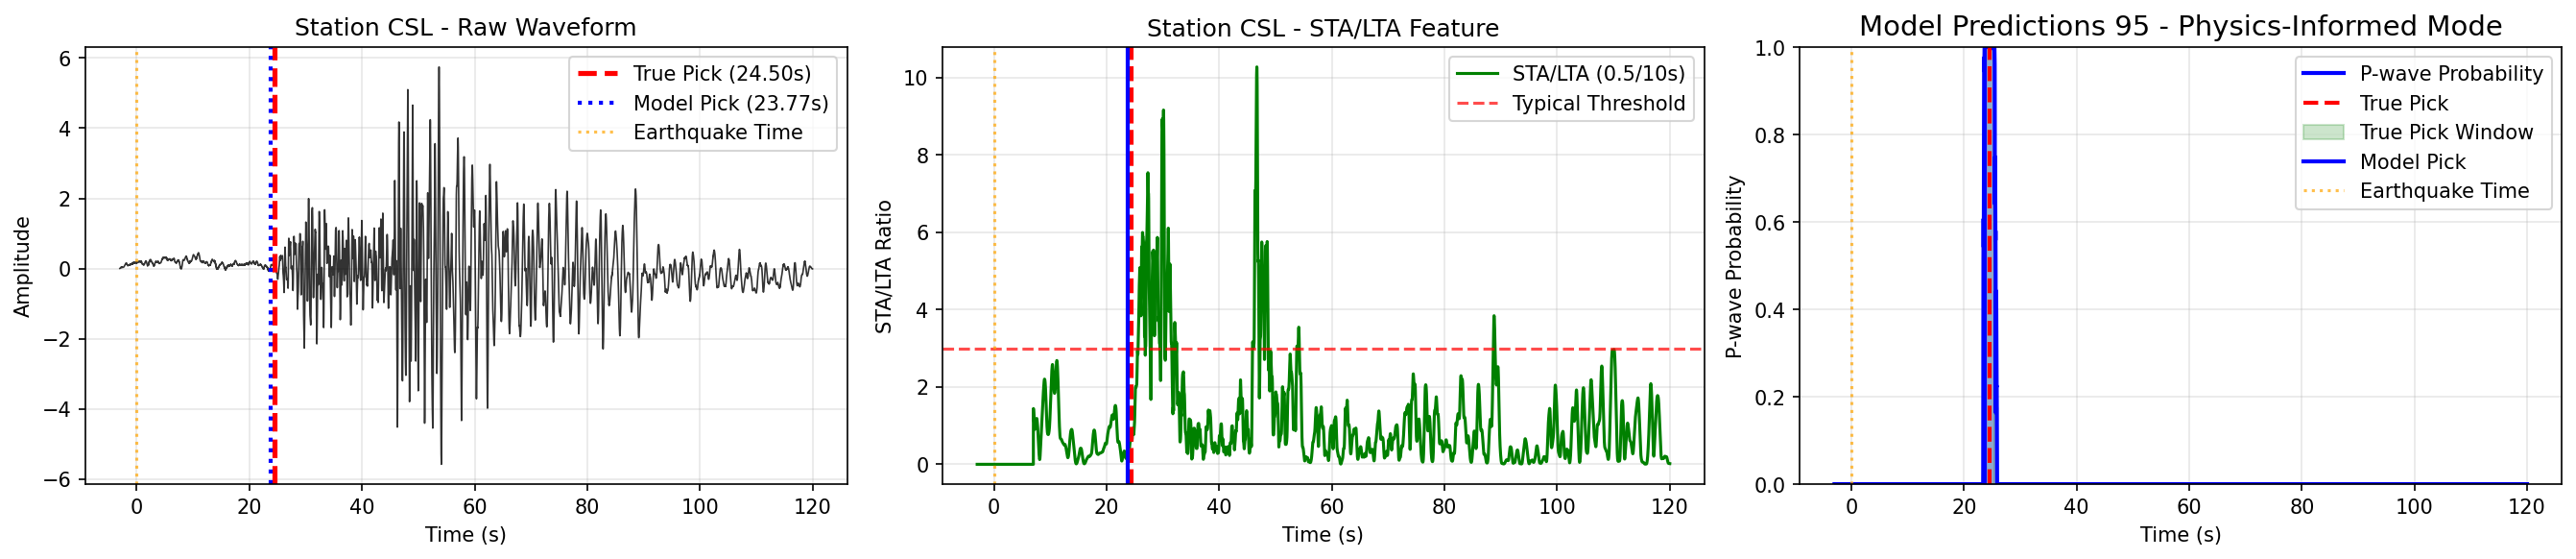 Station CSL - Raw Waveform
Amplitude
6
4
2
0
−2
−4
−6
True Pick (24.50s)
Model Pick (23.77s)
Earthquake Time
0 20 40 60 80 100 120
Time (s)
Station CSL - STA/LTA Feature
STA/LTA Ratio
10
8
6
4
2
0
STA/LTA (0.5/10s)
Typical Threshold
0 20 40 60 80 100 120
Time (s)
Model Predictions 95 - Physics-Informed Mode
P-wave Probability
1.0
0.8
0.6
0.4
0.2
0.0
P-wave Probability
True Pick
True Pick Window
Model Pick
Earthquake Time
0 20 40 60 80 100 120
Time (s)